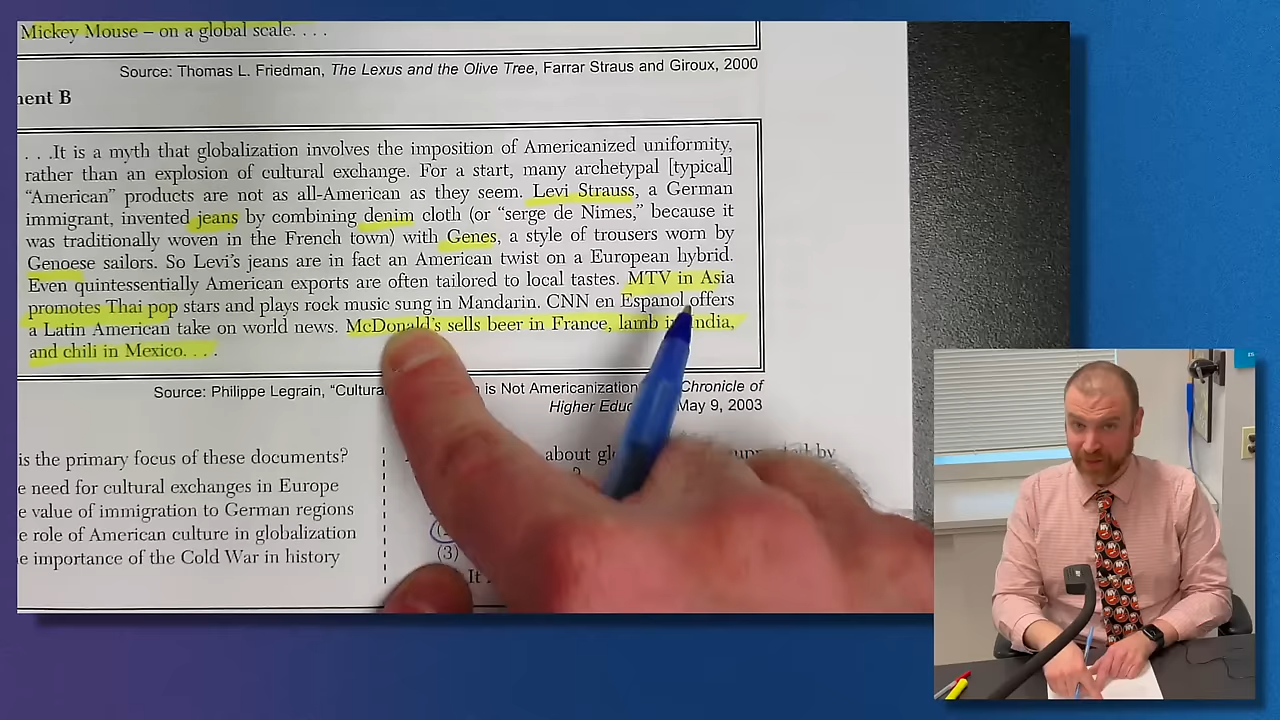 Mickey Mouse – on a global scale. . . .
Source: Thomas L. Friedman, The Lexus and the Olive Tree, Farrar Straus and Giroux, 2000
ent B
. . .It is a myth that globalization involves the imposition of Americanized uniformity,
rather than an explosion of cultural exchange. For a start, many archetypal [typical]
“American” products are not as all-American as they seem. Levi Strauss, a German
immigrant, invented jeans by combining denim cloth (or “serge de Nimes,” because it
was traditionally woven in the French town) with Genes, a style of trousers worn by
Genoese sailors. So Levi’s jeans are in fact an American twist on a European hybrid.
Even quintessentially American exports are often tailored to local tastes. MTV in Asia
promotes Thai pop stars and plays rock music sung in Mandarin. CNN en Espanol offers
a Latin American take on world news. McDonald’s sells beer in France, lamb in India,
and chili in Mexico. . . .
Source: Philippe Legrain, “Cultura is Not Americanization Chronicle of
Higher Edu May 9, 2003
is the primary focus of these documents?
e need for cultural exchanges in Europe
e value of immigration to German regions
e role of American culture in globalization
e importance of the Cold War in history
about glo by
(3)
It